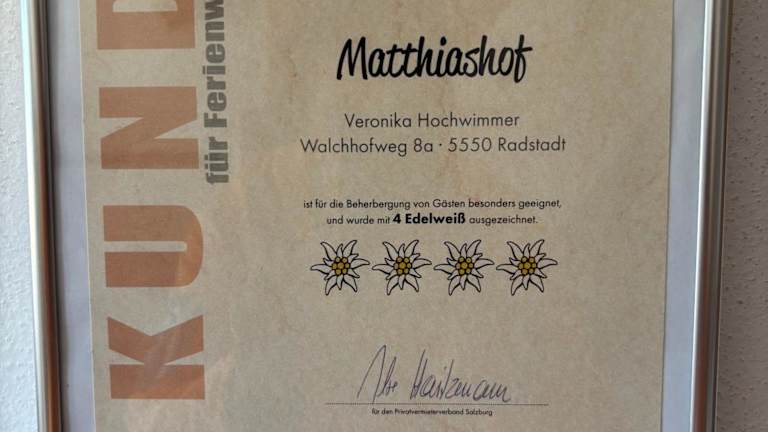 KUND
für Ferienw
Matthiashof
Veronika Hochwimmer
Walchhofweg 8a · 5550 Radstadt
ist für die Beherbergung von Gästen besonders geeignet,
und wurde mit 4 Edelweiß ausgezeichnet.
für den Privatvermieterverband Salzburg